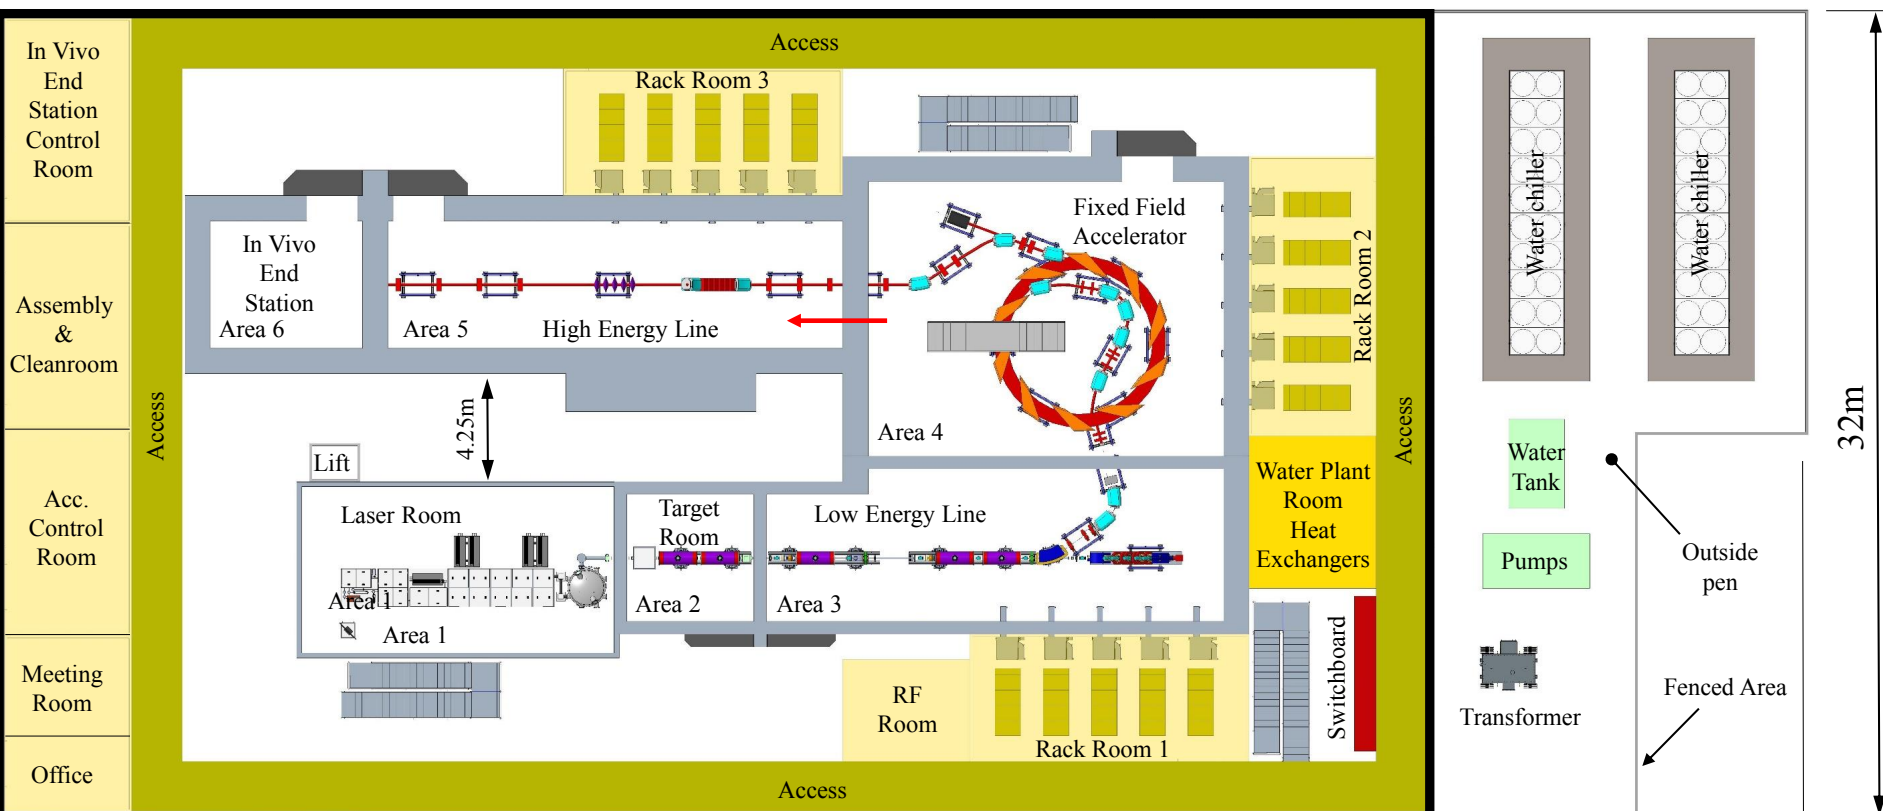 In Vivo
End
Station
Control
Room
Assembly
&
Cleanroom
Acc.
Control
Room
Meeting
Room
Office
Access
Access
Access
Access
Rack Room 3
In Vivo
End
Station
Area 6
Area 5
High Energy Line
Fixed Field
Accelerator
Area 4
Rack Room 2
4.25m
Lift
Laser Room
Area 1
Area 1
Target
Room
Area 2
Low Energy Line
Area 3
Water Plant
Room
Heat
Exchangers
RF
Room
Rack Room 1
Switchboard
Water chiller
Water chiller
Water
Tank
Pumps
Outside
pen
Transformer
Fenced Area
32m